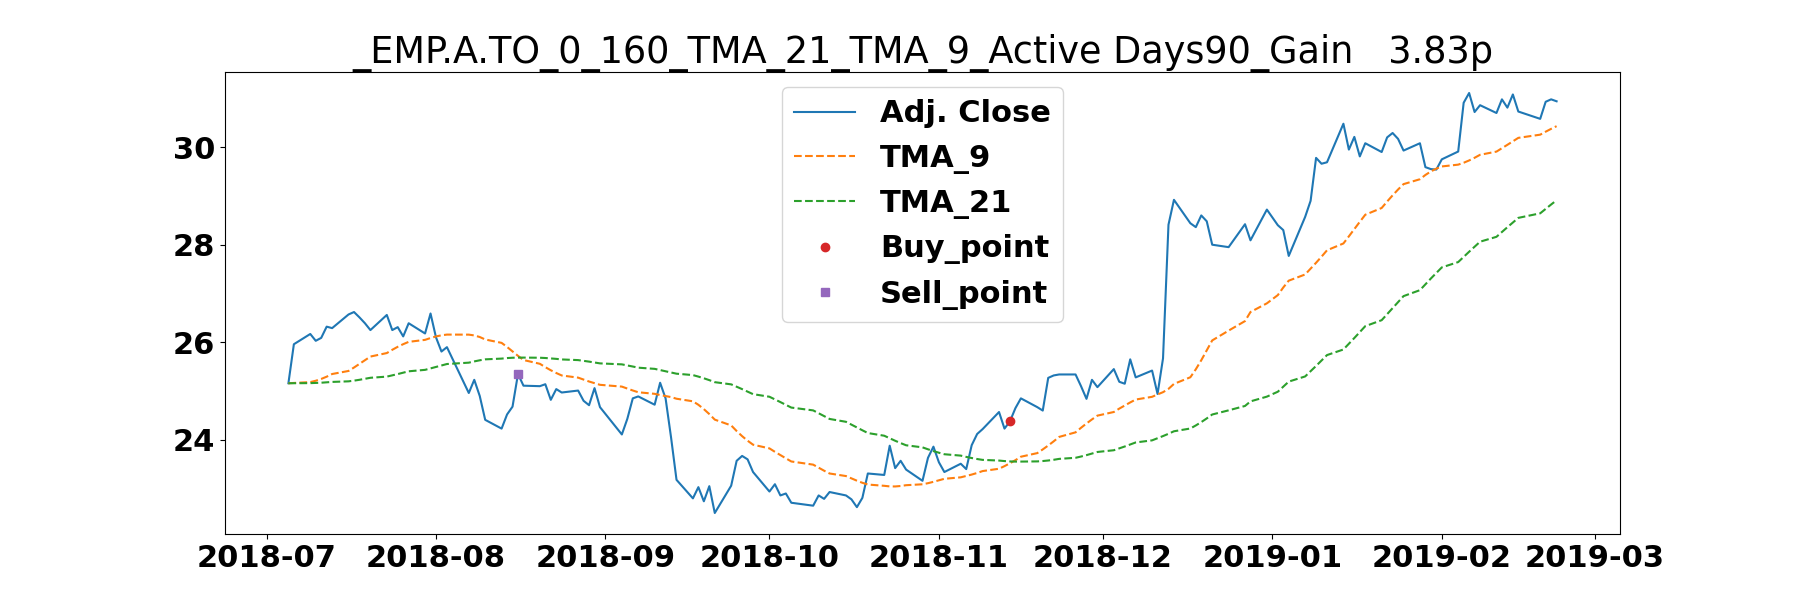 _EMP.A.TO_0_160_TMA_21_TMA_9_Active Days90_Gain   3.83p
Adj. Close
TMA_9
TMA_21
Buy_point
Sell_point
30
28
26
24
2018-07 2018-08 2018-09 2018-10 2018-11 2018-12 2019-01 2019-02 2019-03